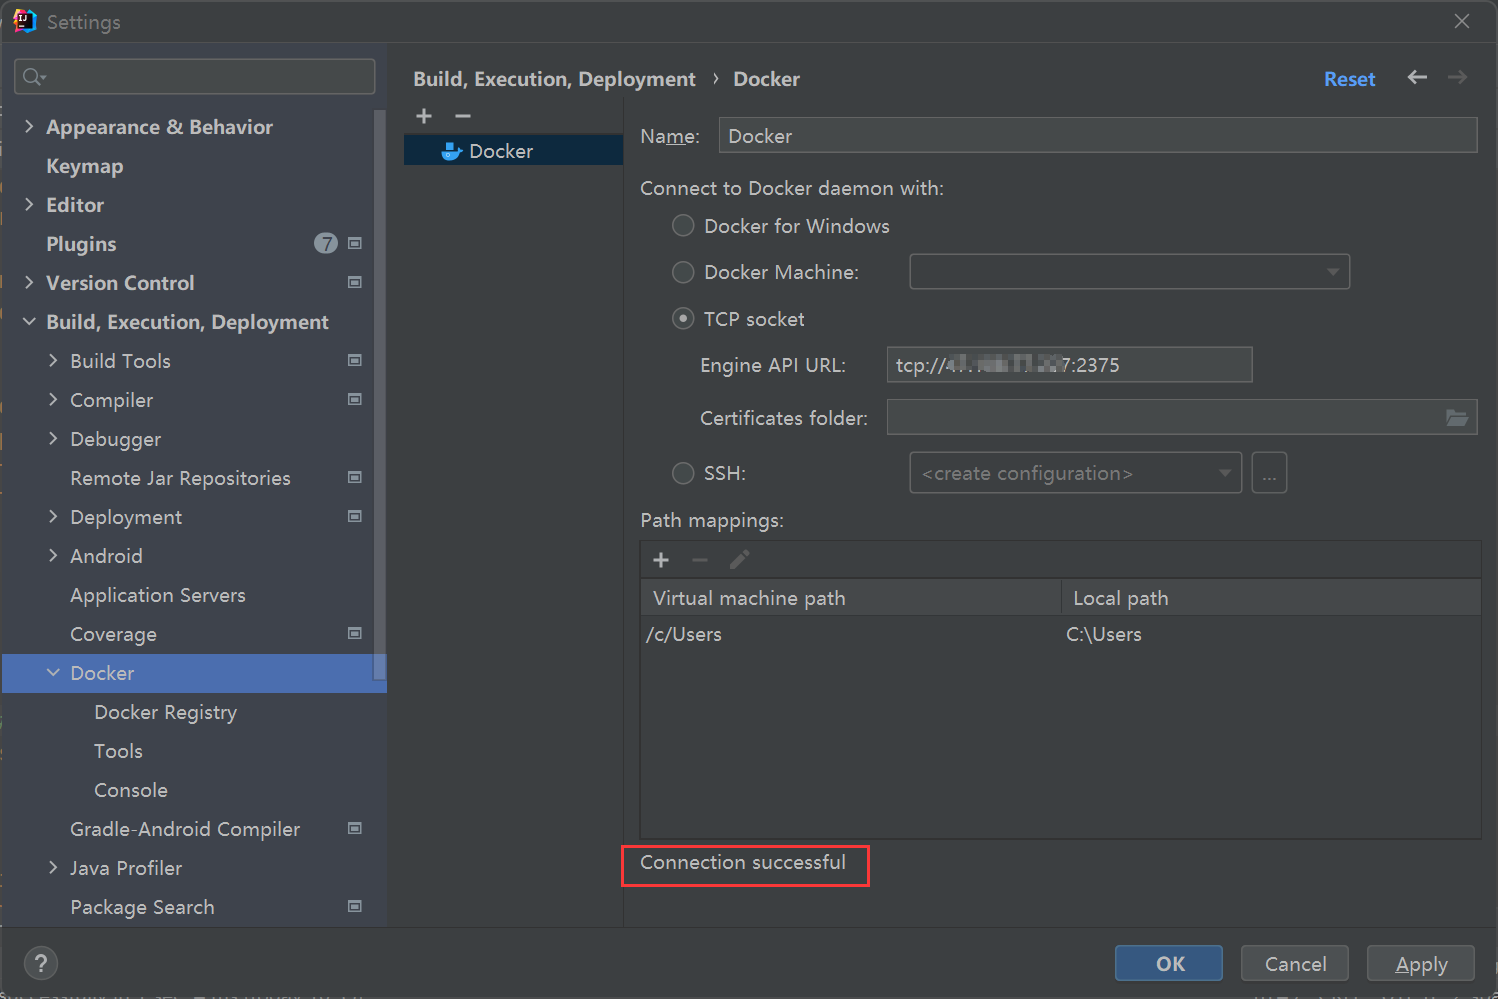 Settings
Build, Execution, Deployment › Docker
Reset
Appearance & Behavior
Keymap
Editor
Plugins 7
Version Control
Build, Execution, Deployment
Build Tools
Compiler
Debugger
Remote Jar Repositories
Deployment
Android
Application Servers
Coverage
Docker
Docker Registry
Tools
Console
Gradle-Android Compiler
Java Profiler
Package Search
Docker
Name: Docker
Connect to Docker daemon with:
Docker for Windows
Docker Machine:
TCP socket
Engine API URL: tcp:// :2375
Certificates folder:
SSH: <create configuration> ...
Path mappings:
Virtual machine path Local path
/c/Users C:\Users
Connection successful
? OK Cancel Apply